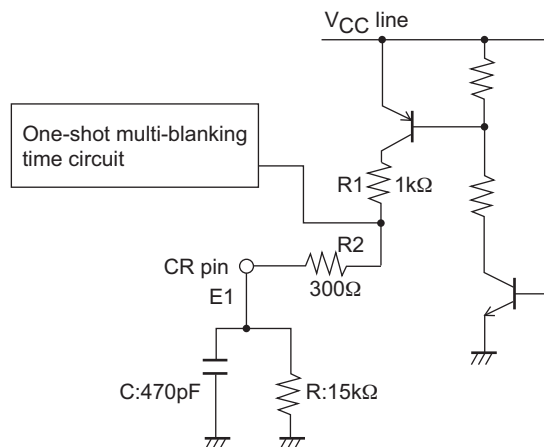 VCC line
One-shot multi-blanking
time circuit
R1
1kΩ
R2
CR pin
300Ω
E1
C:470pF
R:15kΩ